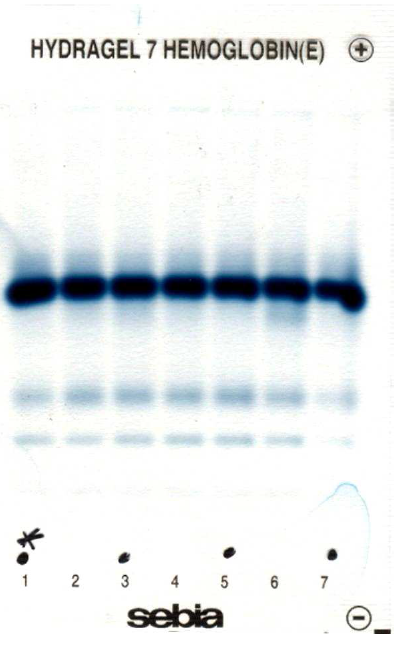 HYDRAGEL 7 HEMOGLOBIN(E) +
1 2 3 4 5 6 7
sebia −